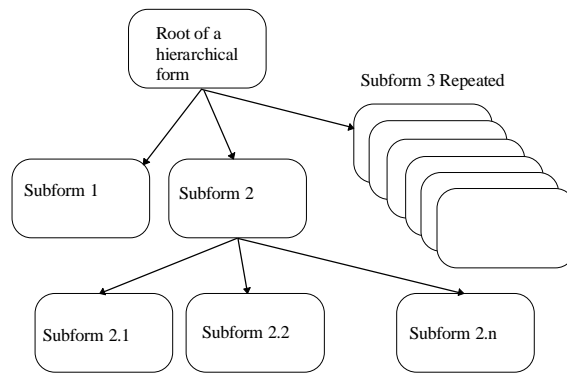 Root of a
hierarchical
form
Subform 3 Repeated
Subform 1
Subform 2
Subform 2.1
Subform 2.2
Subform 2.n